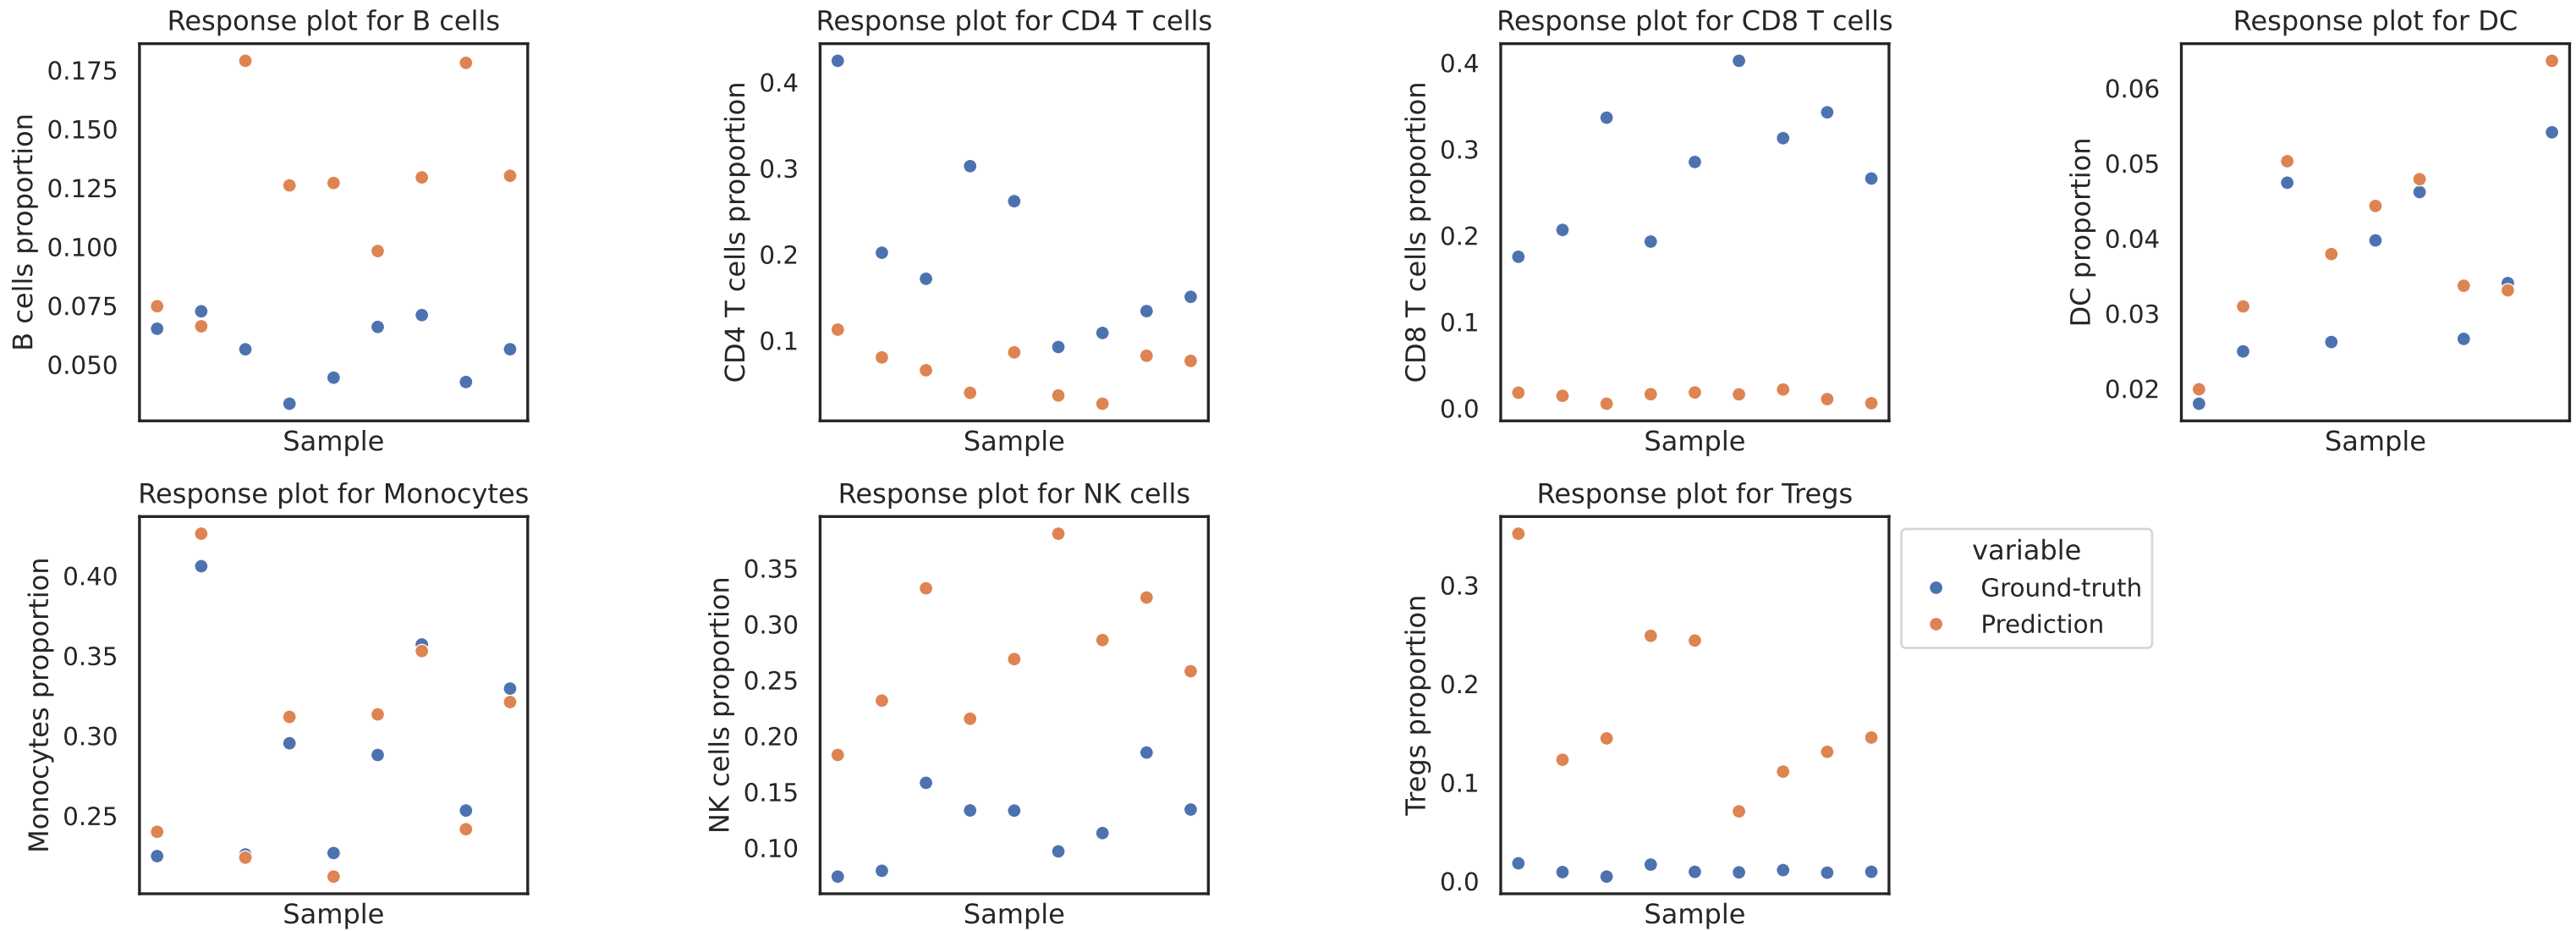 Response plot for B cells
B cells proportion
0.175
0.150
0.125
0.100
0.075
0.050
Sample
Response plot for CD4 T cells
CD4 T cells proportion
0.4
0.3
0.2
0.1
Sample
Response plot for CD8 T cells
CD8 T cells proportion
0.4
0.3
0.2
0.1
0.0
Sample
Response plot for DC
DC proportion
0.06
0.05
0.04
0.03
0.02
Sample
Response plot for Monocytes
Monocytes proportion
0.40
0.35
0.30
0.25
Sample
Response plot for NK cells
NK cells proportion
0.35
0.30
0.25
0.20
0.15
0.10
Sample
Response plot for Tregs
Tregs proportion
0.3
0.2
0.1
0.0
Sample
variable
Ground-truth
Prediction